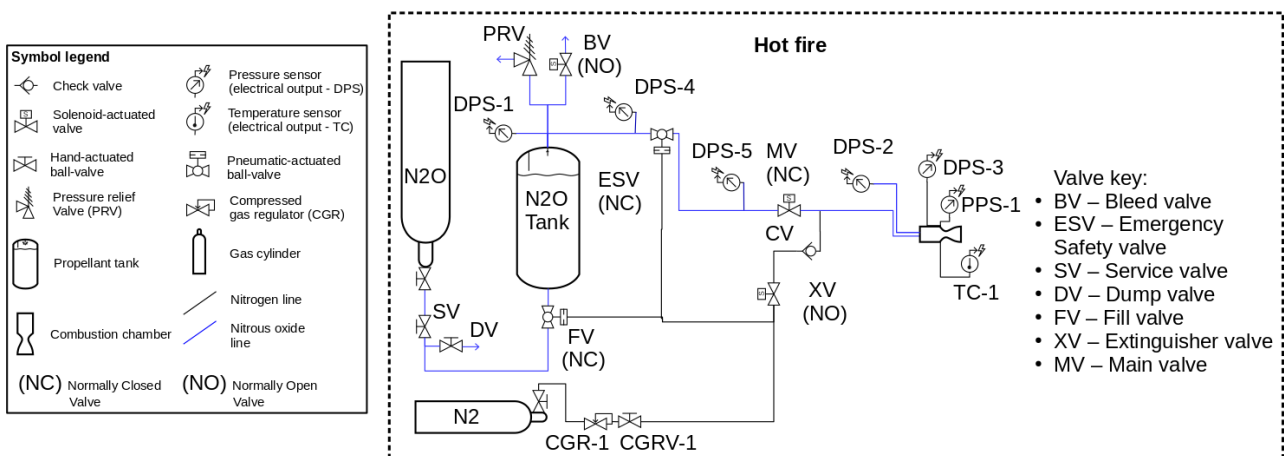 Symbol legend
Check valve
Solenoid-actuated
valve
Hand-actuated
ball-valve
Pressure relief
Valve (PRV)
Propellant tank
Combustion chamber
(NC) Normally Closed
Valve
Pressure sensor
(electrical output - DPS)
Temperature sensor
(electrical output - TC)
Pneumatic-actuated
ball-valve
Compressed
gas regulator (CGR)
Gas cylinder
Nitrogen line
Nitrous oxide
line
(NO) Normally Open
Valve
S
Hot fire
PRV
BV
(NO)
S
DPS-1
DPS-4
N2O
N2O
Tank
ESV
(NC)
DPS-5
MV
(NC)
S
CV
DPS-2
DPS-3
PPS-1
TC-1
SV
DV
FV
(NC)
S
XV
(NO)
N2
CGR-1
CGRV-1
Valve key:
• BV – Bleed valve
• ESV – Emergency
Safety valve
• SV – Service valve
• DV – Dump valve
• FV – Fill valve
• XV – Extinguisher valve
• MV – Main valve